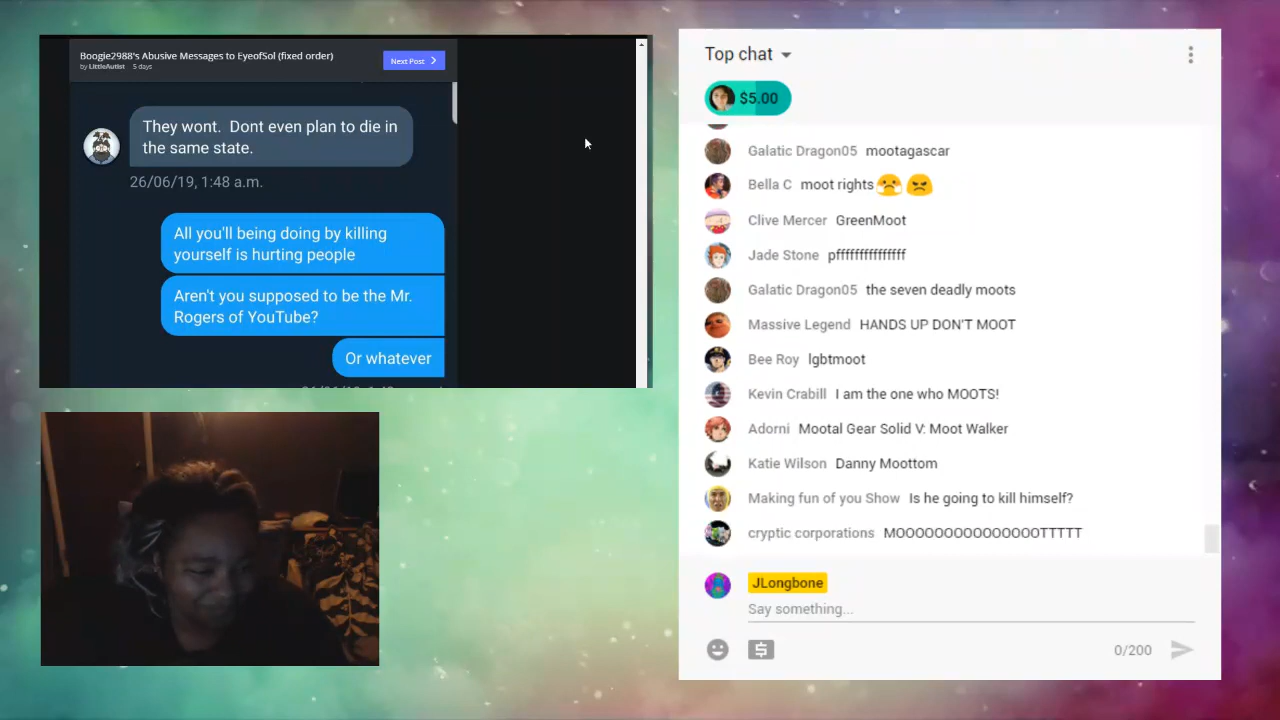 Boogie2988's Abusive Messages to EyeofSol (fixed order)
by LittleAutist 5 days
Next Post
They wont. Dont even plan to die in
the same state.
26/06/19, 1:48 a.m.
All you'll being doing by killing
yourself is hurting people
Aren't you supposed to be the Mr.
Rogers of YouTube?
Or whatever
Top chat
$5.00
Galatic Dragon05 mootagascar
Bella C moot rights
Clive Mercer GreenMoot
Jade Stone pfffffffffffffff
Galatic Dragon05 the seven deadly moots
Massive Legend HANDS UP DON'T MOOT
Bee Roy lgbtmoot
Kevin Crabill I am the one who MOOTS!
Adorni Mootal Gear Solid V: Moot Walker
Katie Wilson Danny Moottom
Making fun of you Show Is he going to kill himself?
cryptic corporations MOOOOOOOOOOOOOOOTTTTT
JLongbone
Say something...
0/200